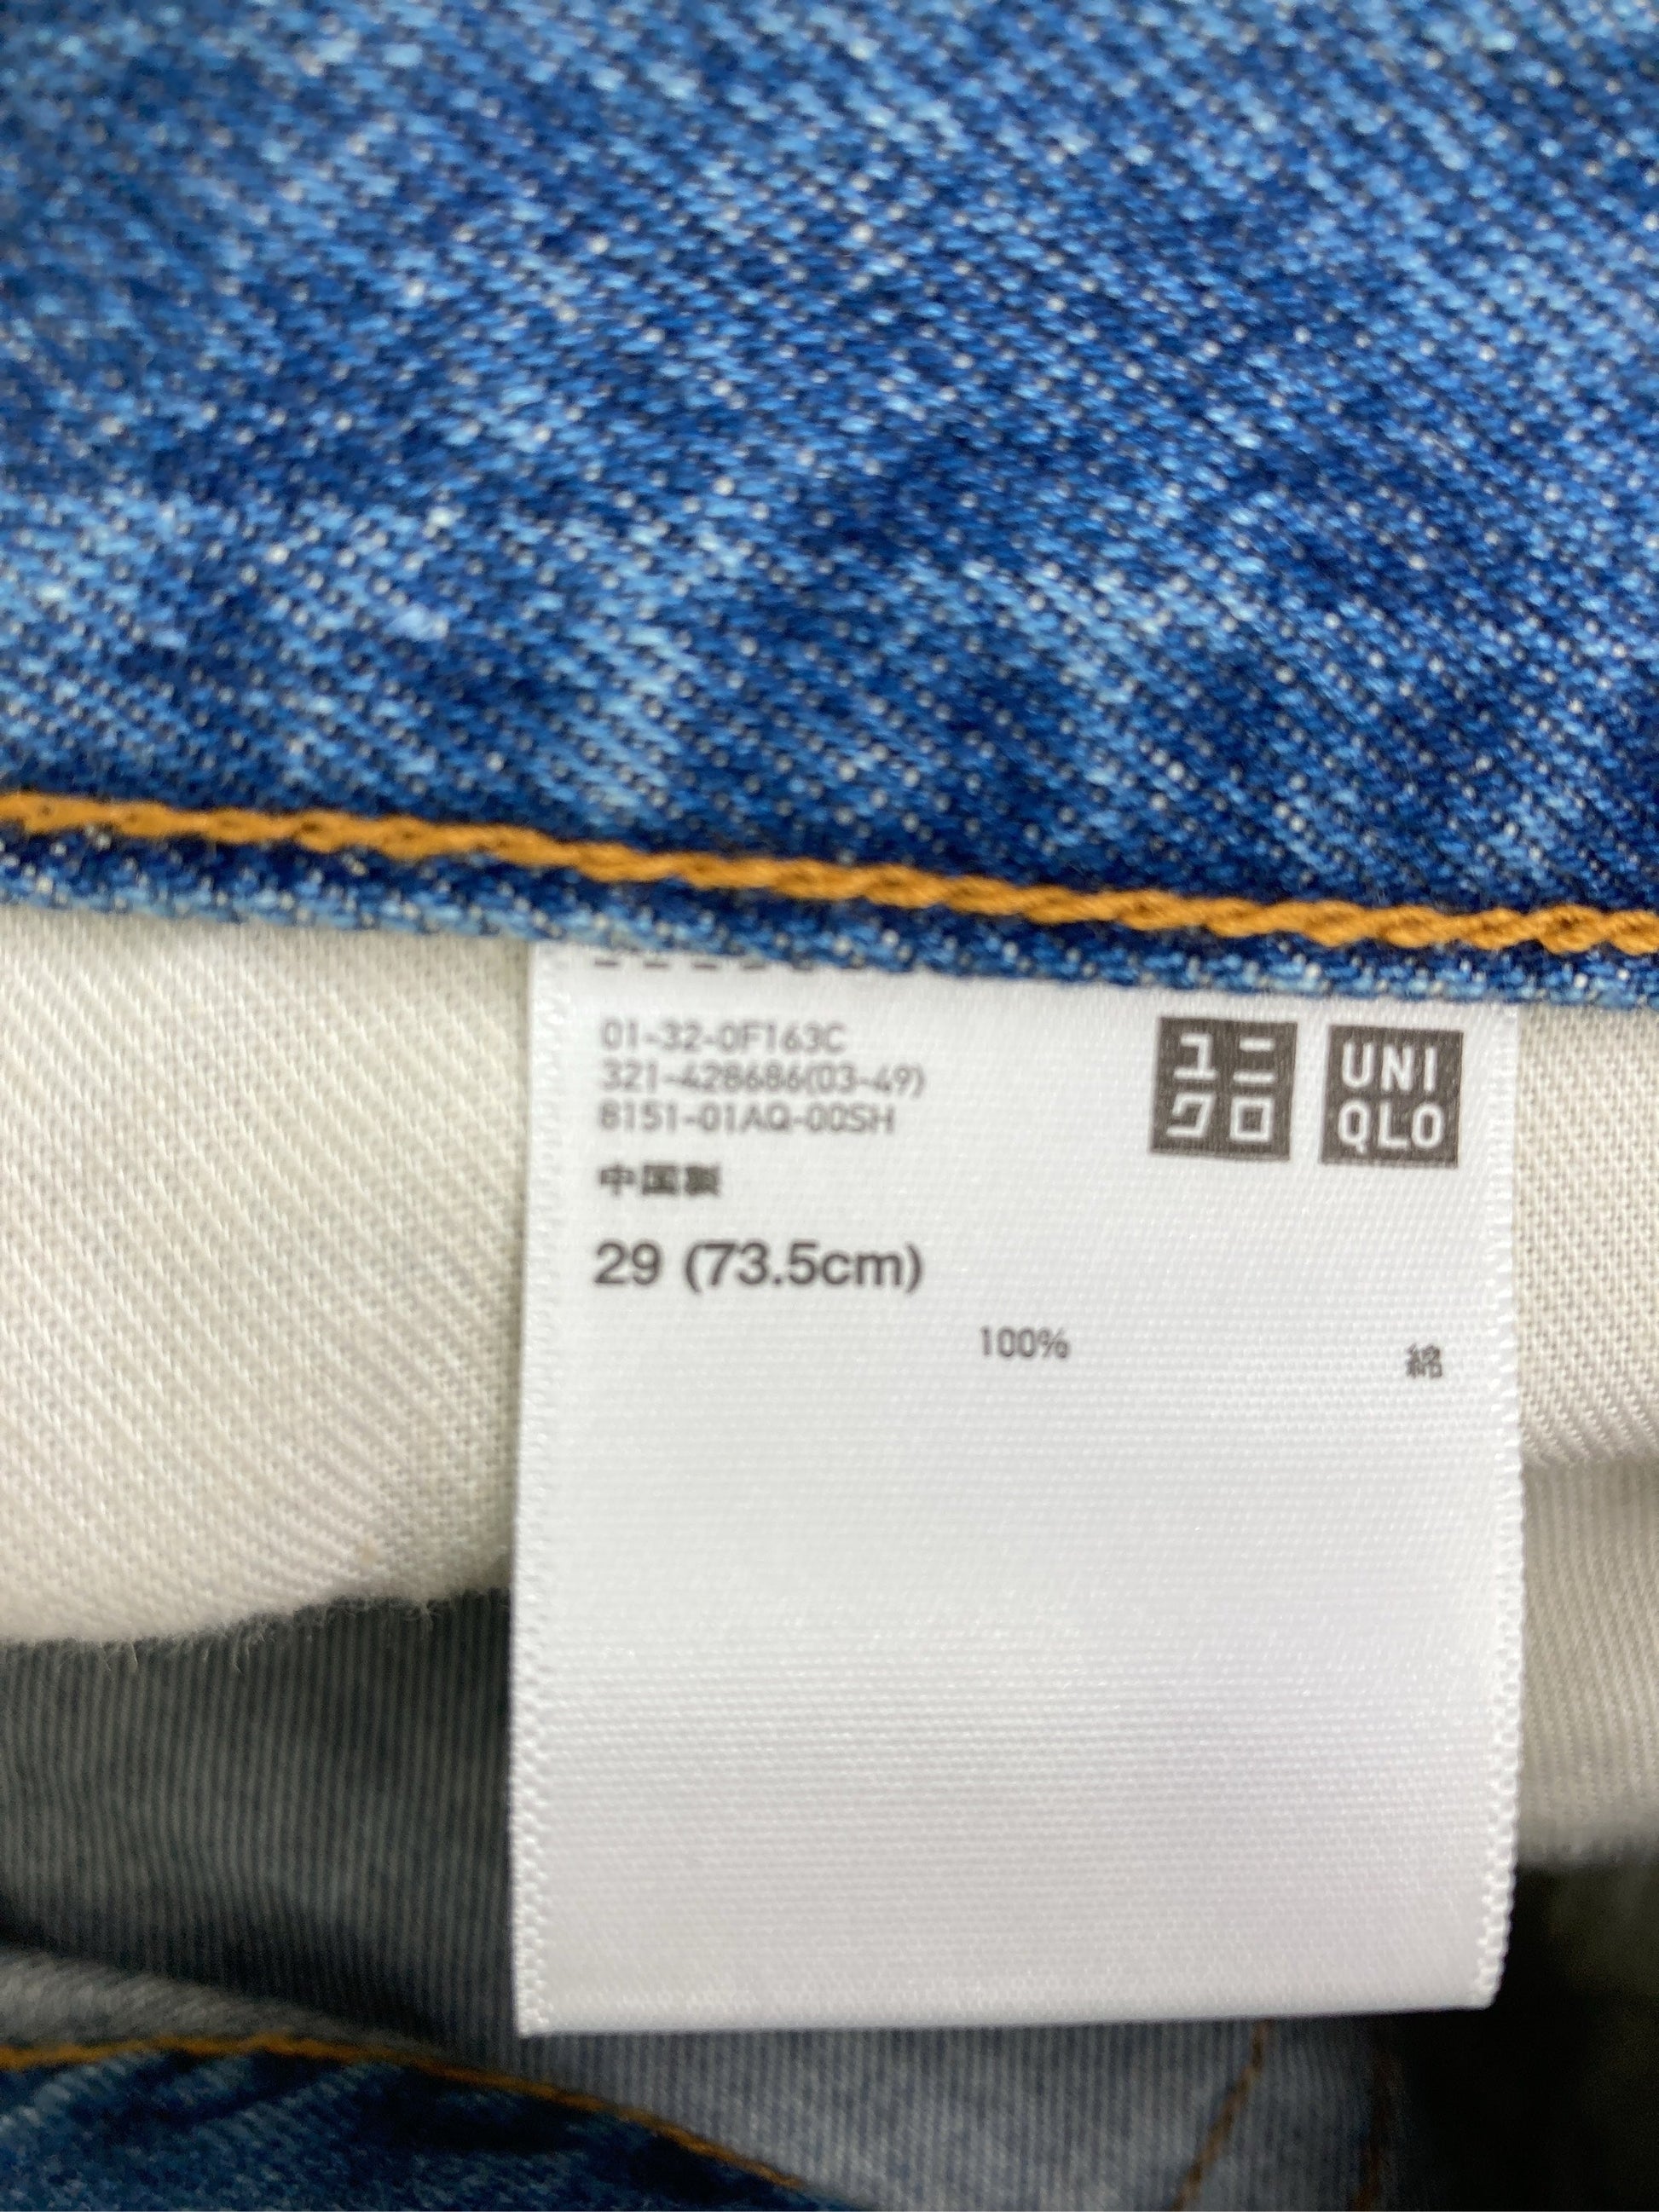 01-32-0F163C
321-428686(03-49)
8151-01AQ-00SH
ユニ
クロ
UNI
QLO
中国製
29 (73.5cm)
100% 綿